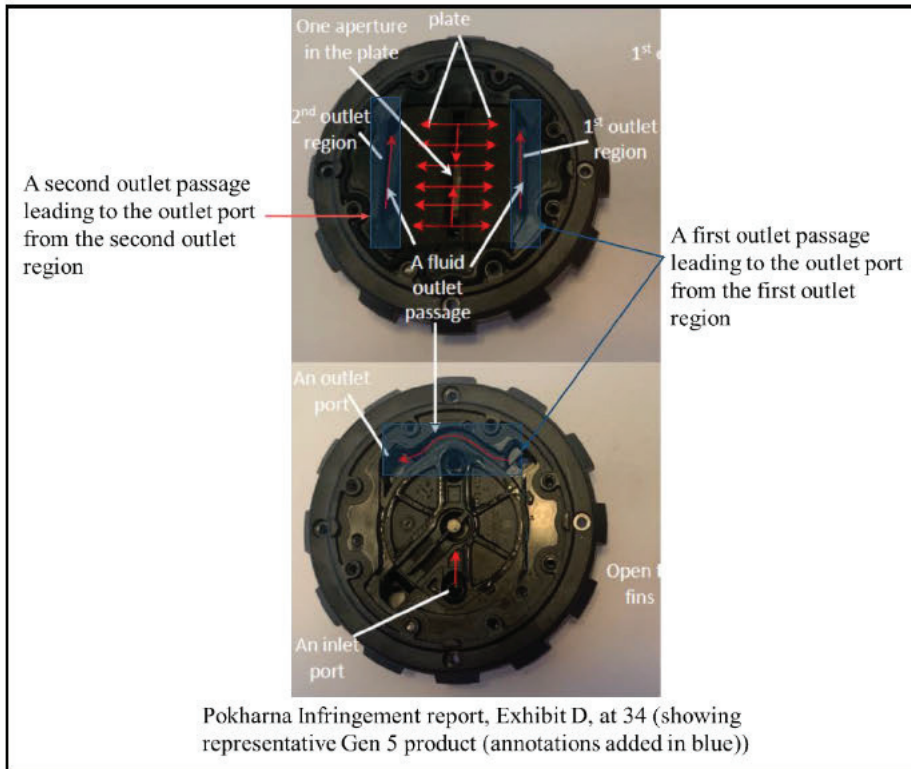 One aperture
in the plate
plate
1st
2nd outlet
region
1st outlet
region
A second outlet passage
leading to the outlet port
from the second outlet
region
A first outlet passage
leading to the outlet port
from the first outlet
region
A fluid
outlet
passage
An outlet
port
Open
fins
An inlet
port
Pokharna Infringement report, Exhibit D, at 34 (showing
representative Gen 5 product (annotations added in blue))